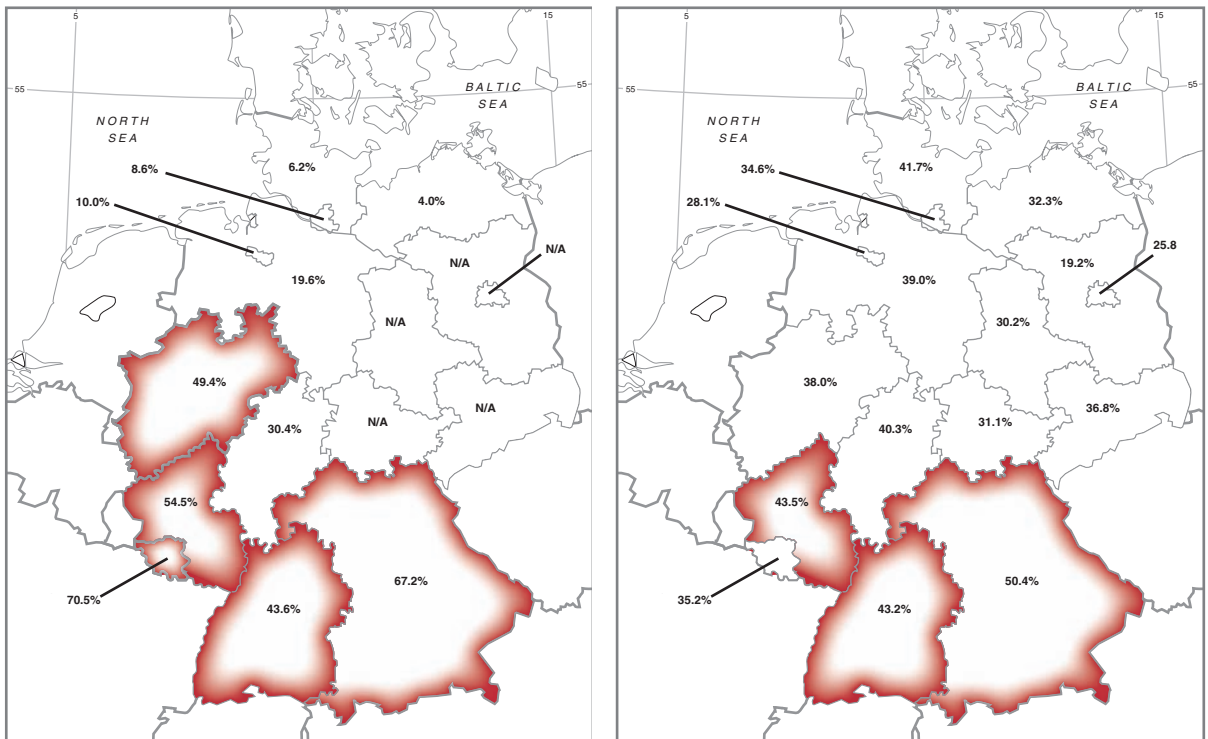 5
15
55
55
BALTIC
SEA
NORTH
SEA
8.6%
6.2%
10.0%
4.0%
N/A
N/A
19.6%
N/A
49.4%
30.4%
N/A
N/A
54.5%
70.5%
43.6%
67.2%
5
15
55
55
BALTIC
SEA
NORTH
SEA
34.6%
41.7%
28.1%
32.3%
25.8
19.2%
39.0%
30.2%
38.0%
40.3%
31.1%
36.8%
43.5%
35.2%
43.2%
50.4%